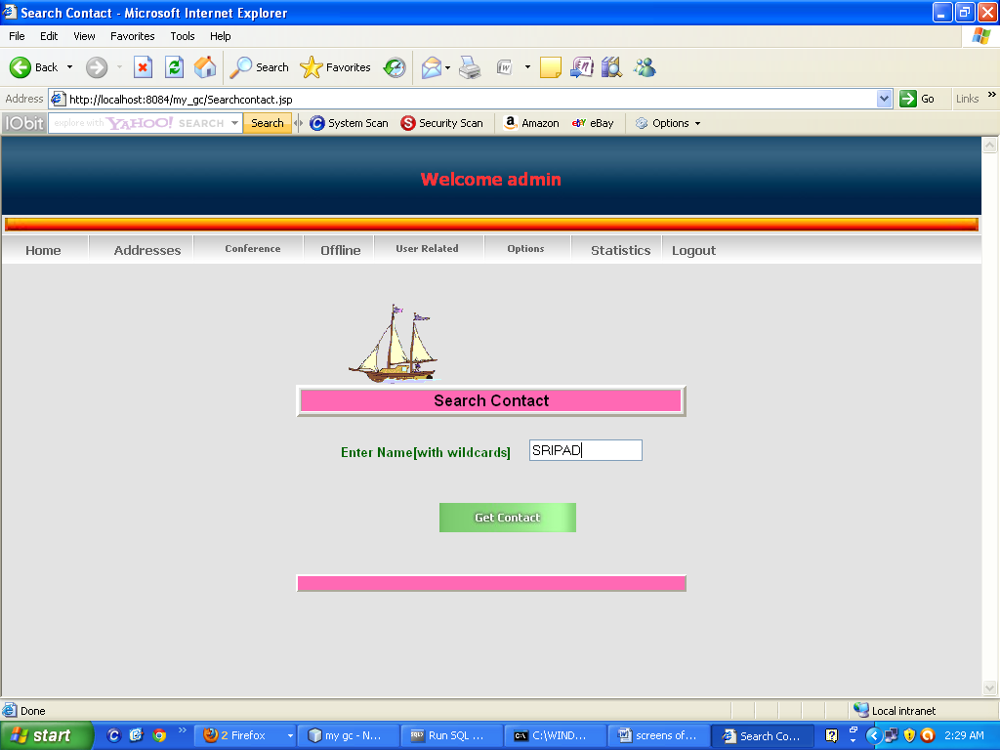 Search Contact - Microsoft Internet Explorer
File Edit View Favorites Tools Help
Back Search Favorites
Address http://localhost:8084/my_gc/Searchcontact.jsp Go Links »
IObit explore with YAHOO! SEARCH Search System Scan Security Scan Amazon eBay Options
Welcome admin
Home Addresses Conference Offline User Related Options Statistics Logout
Search Contact
Enter Name[with wildcards] SRIPAD
Get Contact
Done Local intranet
start » 2 Firefox my gc - N... Run SQL ... C:\WIND... screens of... Search Co... 2:29 AM